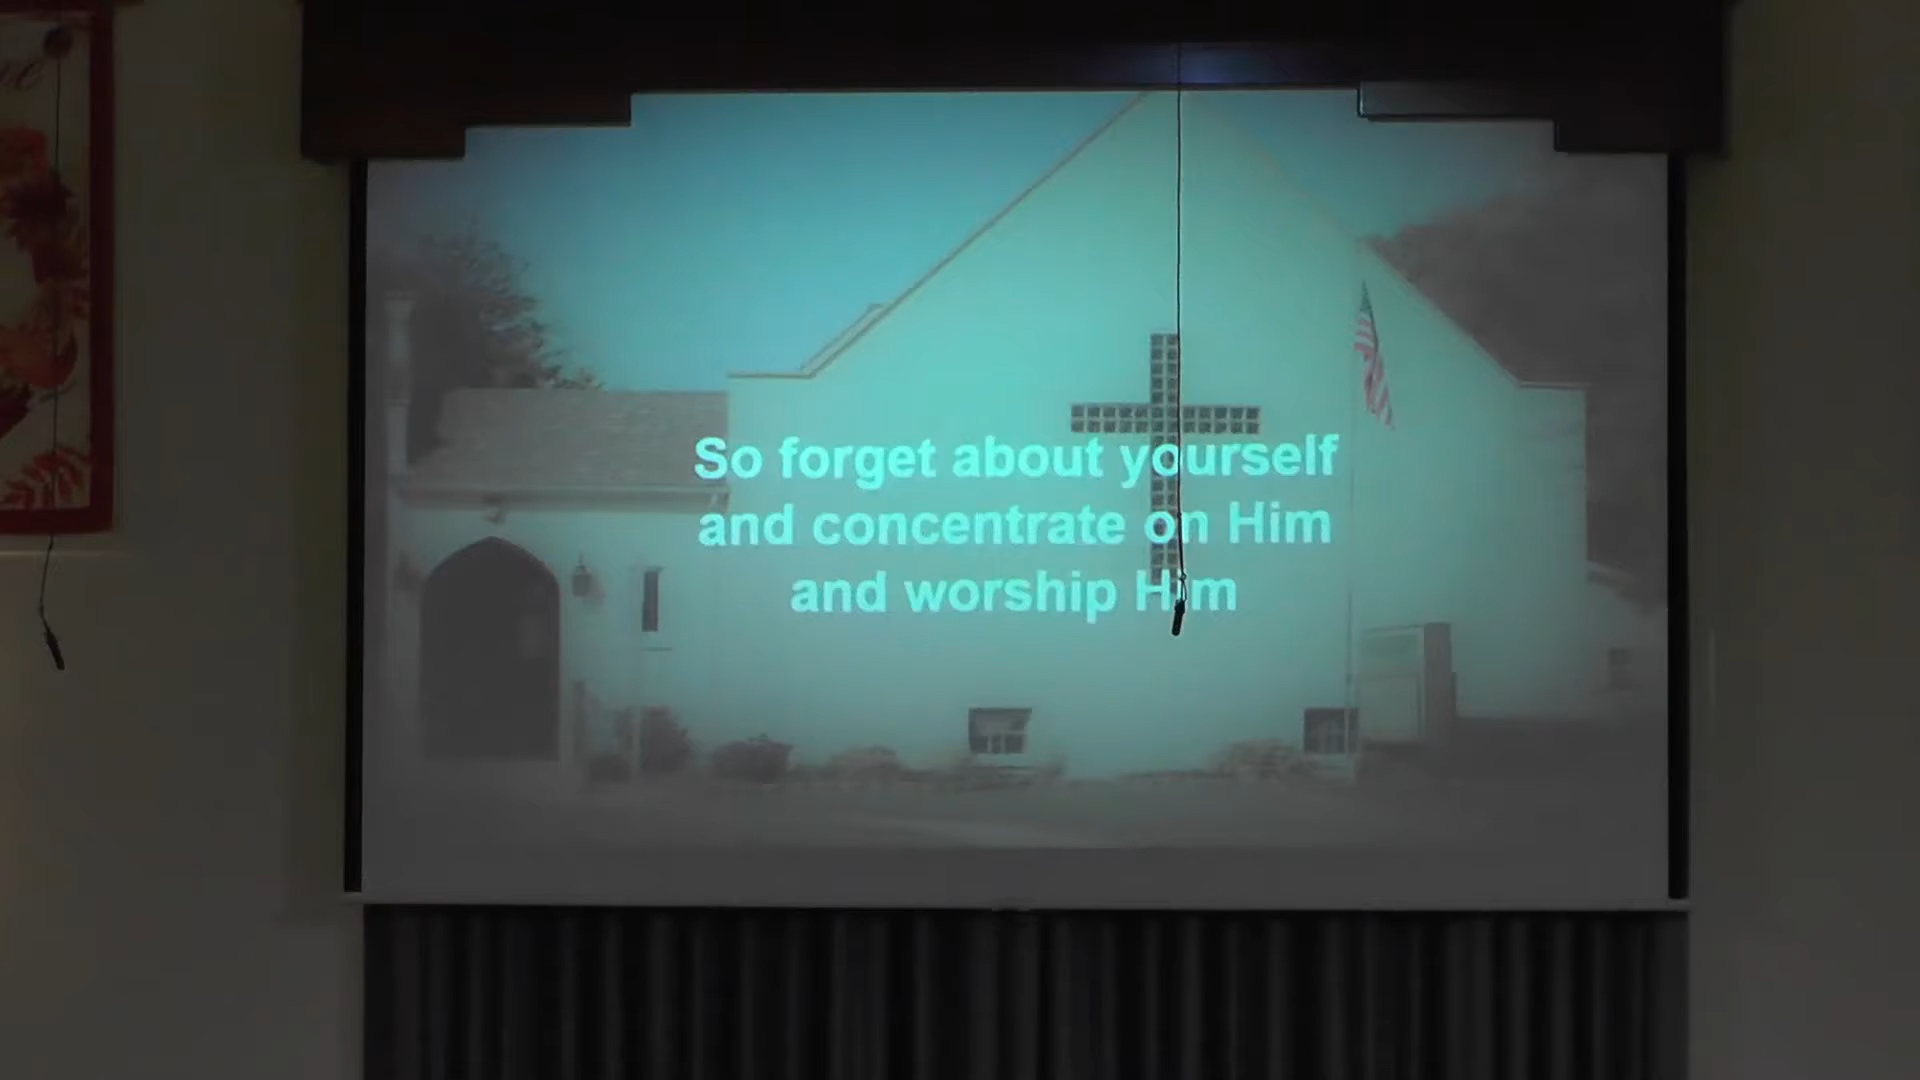 So forget about yourself
and concentrate on Him
and worship Him